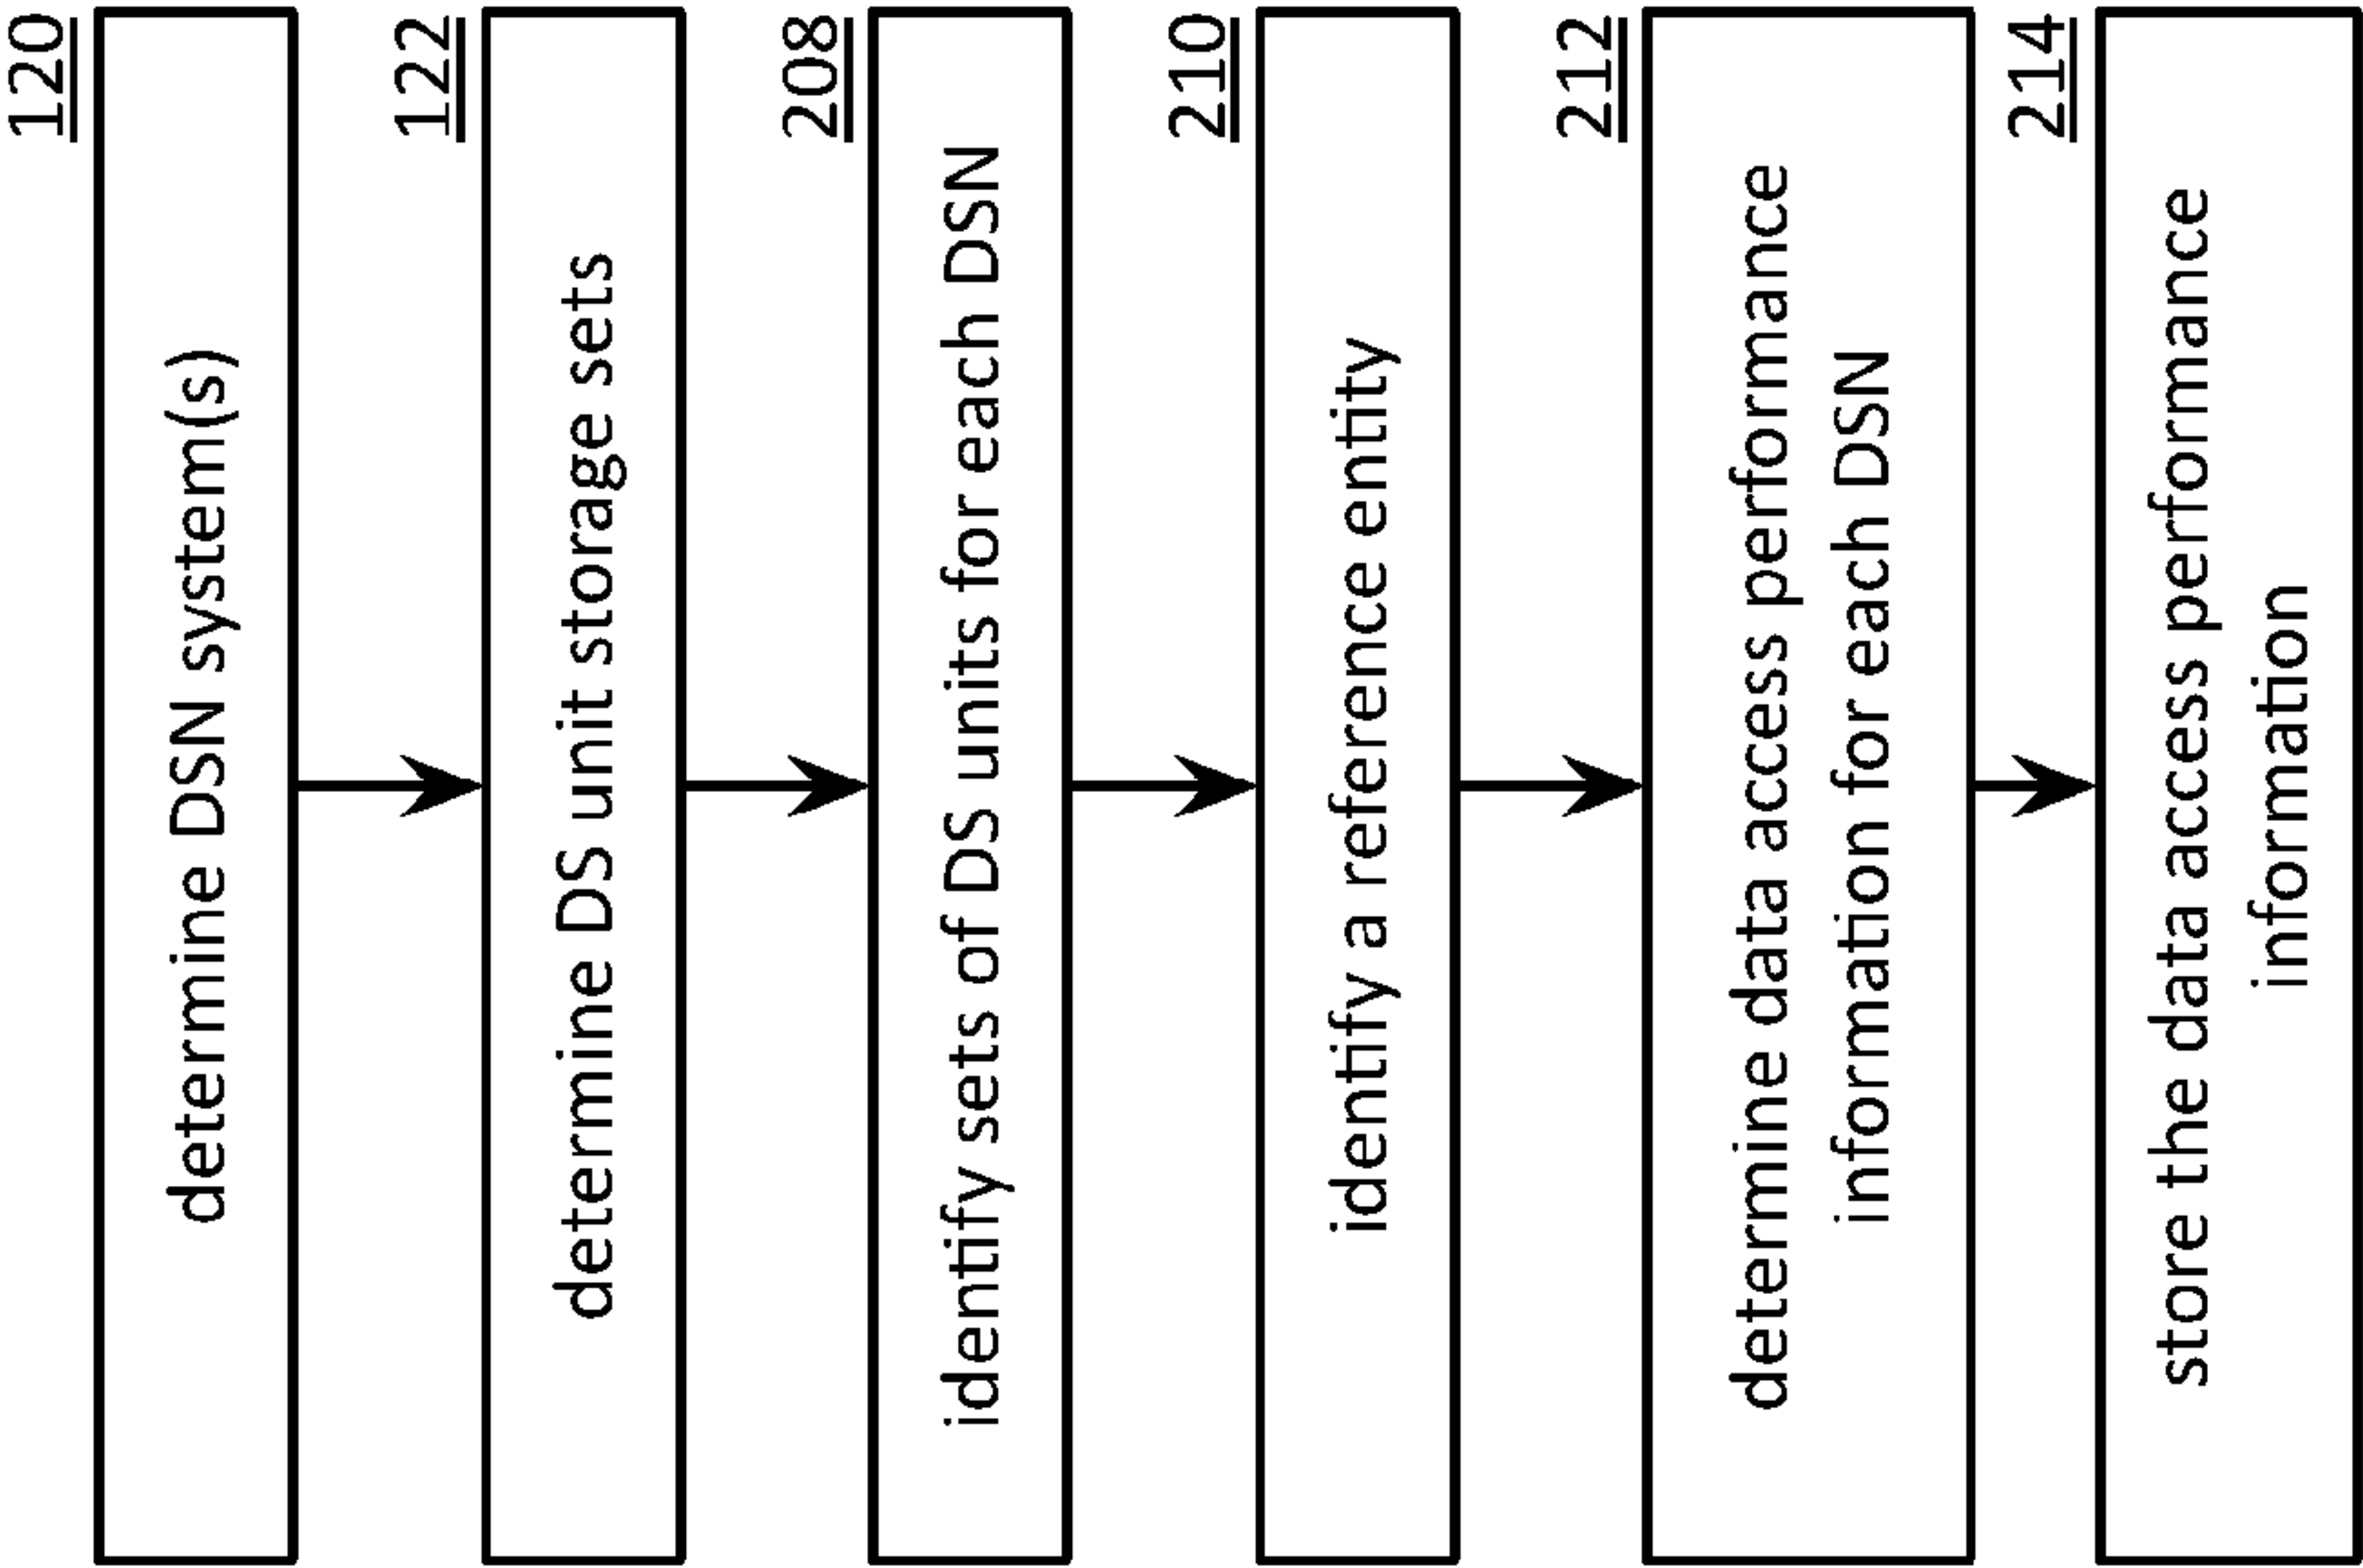 120
determine DSN system(s)
122
determine DS unit storage sets
208
identify sets of DS units for each DSN
210
identify a reference entity
212
determine data access performance
information for each DSN
214
store the data access performance
information